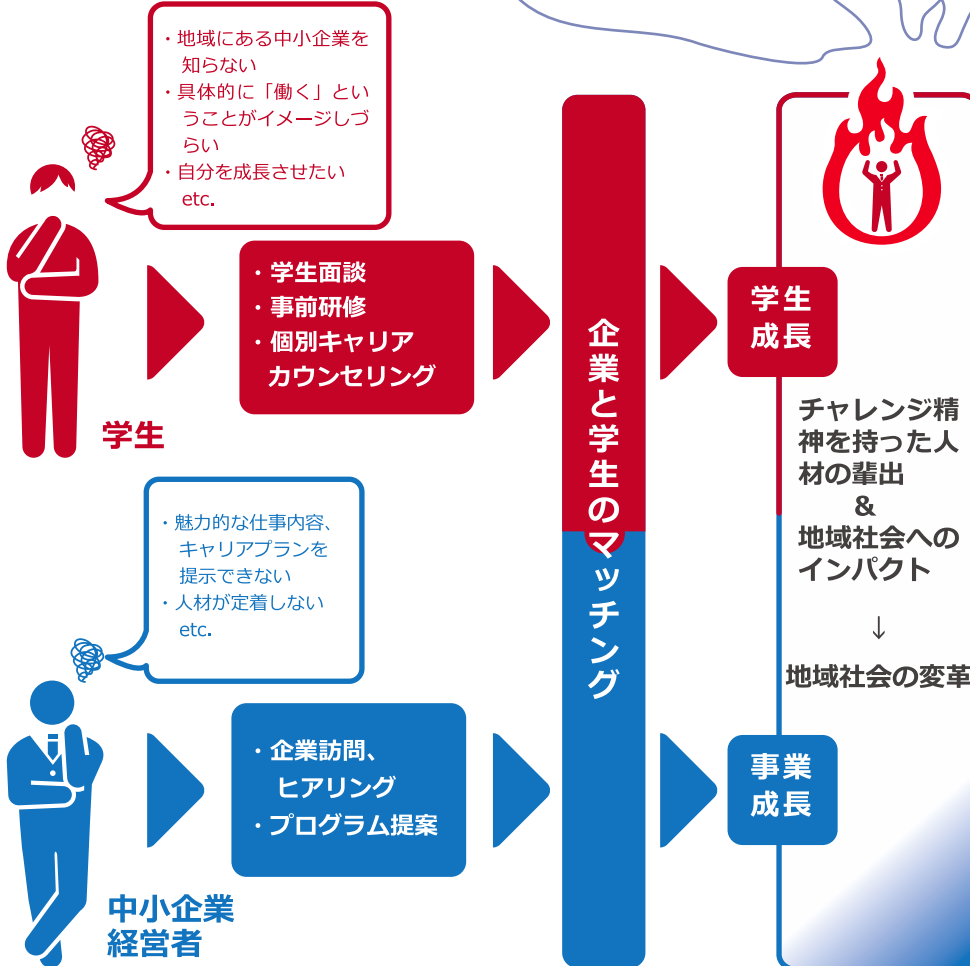 ・地域にある中小企業を
知らない
・具体的に「働く」とい
うことがイメージしづ
らい
・自分を成長させたい
etc.
学生
・学生面談
・事前研修
・個別キャリア
カウンセリング
企業と学生のマッチング
学生
成長
チャレンジ精
神を持った人
材の輩出
&
地域社会への
インパクト
↓
地域社会の変革
・魅力的な仕事内容、
キャリアプランを
提示できない
・人材が定着しない
etc.
中小企業
経営者
・企業訪問、
ヒアリング
・プログラム提案
事業
成長